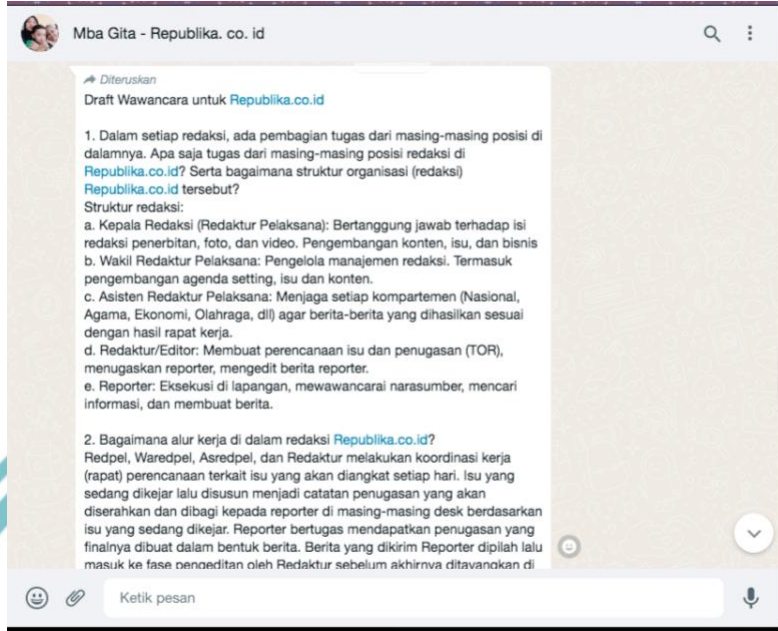 Mba Gita - Republika. co. id
Diteruskan
Draft Wawancara untuk Republika.co.id
1. Dalam setiap redaksi, ada pembagian tugas dari masing-masing posisi di
dalamnya. Apa saja tugas dari masing-masing posisi redaksi di
Republika.co.id? Serta bagaimana struktur organisasi (redaksi)
Republika.co.id tersebut?
Struktur redaksi:
a. Kepala Redaksi (Redaktur Pelaksana): Bertanggung jawab terhadap isi
redaksi penerbitan, foto, dan video. Pengembangan konten, isu, dan bisnis
b. Wakil Redaktur Pelaksana: Pengelola manajemen redaksi. Termasuk
pengembangan agenda setting, isu dan konten.
c. Asisten Redaktur Pelaksana: Menjaga setiap kompartemen (Nasional,
Agama, Ekonomi, Olahraga, dll) agar berita-berita yang dihasilkan sesuai
dengan hasil rapat kerja.
d. Redaktur/Editor: Membuat perencanaan isu dan penugasan (TOR),
menugaskan reporter, mengedit berita reporter.
e. Reporter: Eksekusi di lapangan, mewawancarai narasumber, mencari
informasi, dan membuat berita.
2. Bagaimana alur kerja di dalam redaksi Republika.co.id?
Redpel, Waredpel, Asredpel, dan Redaktur melakukan koordinasi kerja
(rapat) perencanaan terkait isu yang akan diangkat setiap hari. Isu yang
sedang dikejar lalu disusun menjadi catatan penugasan yang akan
diserahkan dan dibagi kepada reporter di masing-masing desk berdasarkan
isu yang sedang dikejar. Reporter bertugas mendapatkan penugasan yang
finalnya dibuat dalam bentuk berita. Berita yang dikirim Reporter dipilah lalu
masuk ke fase pengeditan oleh Redaktur sebelum akhirnya ditayangkan di
Ketik pesan